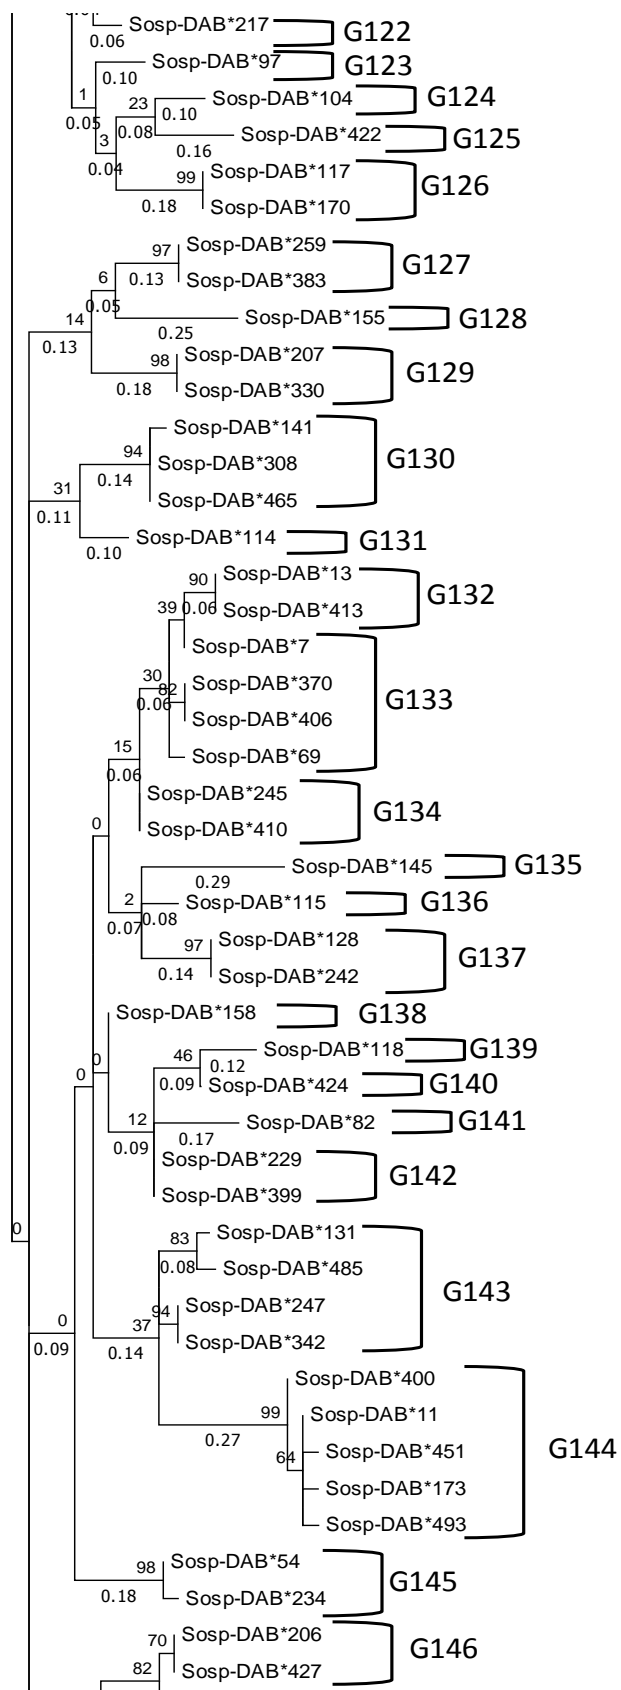 Sosp-DAB*217 G122
0.06
Sosp-DAB*97 G123
0.10
1
0.05
Sosp-DAB*104 G124
23
0.10
0.08
Sosp-DAB*422 G125
3
0.16
0.04
Sosp-DAB*117
99
G126
0.18
Sosp-DAB*170
Sosp-DAB*259
97
G127
0.13
Sosp-DAB*383
6
0.05
Sosp-DAB*155 G128
14
0.25
0.13
Sosp-DAB*207
98
G129
0.18
Sosp-DAB*330
Sosp-DAB*141
94
Sosp-DAB*308 G130
0.14
31
Sosp-DAB*465
0.11
Sosp-DAB*114 G131
0.10
Sosp-DAB*13
90
G132
0.06
Sosp-DAB*413
39
Sosp-DAB*7
30
Sosp-DAB*370
82
G133
0.06
Sosp-DAB*406
15
Sosp-DAB*69
0.06
Sosp-DAB*245
G134
0
Sosp-DAB*410
Sosp-DAB*145 G135
0.29
2
Sosp-DAB*115 G136
0.08
0.07
Sosp-DAB*128
97
G137
0.14
Sosp-DAB*242
Sosp-DAB*158 G138
0
46
Sosp-DAB*118 G139
0.12
0
0.09
Sosp-DAB*424 G140
12
Sosp-DAB*82 G141
0.17
0.09
Sosp-DAB*229
G142
Sosp-DAB*399
0
Sosp-DAB*131
83
0.08
Sosp-DAB*485
G143
94
Sosp-DAB*247
0
37
0.09
0.14
Sosp-DAB*342
Sosp-DAB*400
99
Sosp-DAB*11
0.27
64
Sosp-DAB*451 G144
Sosp-DAB*173
Sosp-DAB*493
98
Sosp-DAB*54
G145
0.18
Sosp-DAB*234
70
Sosp-DAB*206
G146
82
Sosp-DAB*427